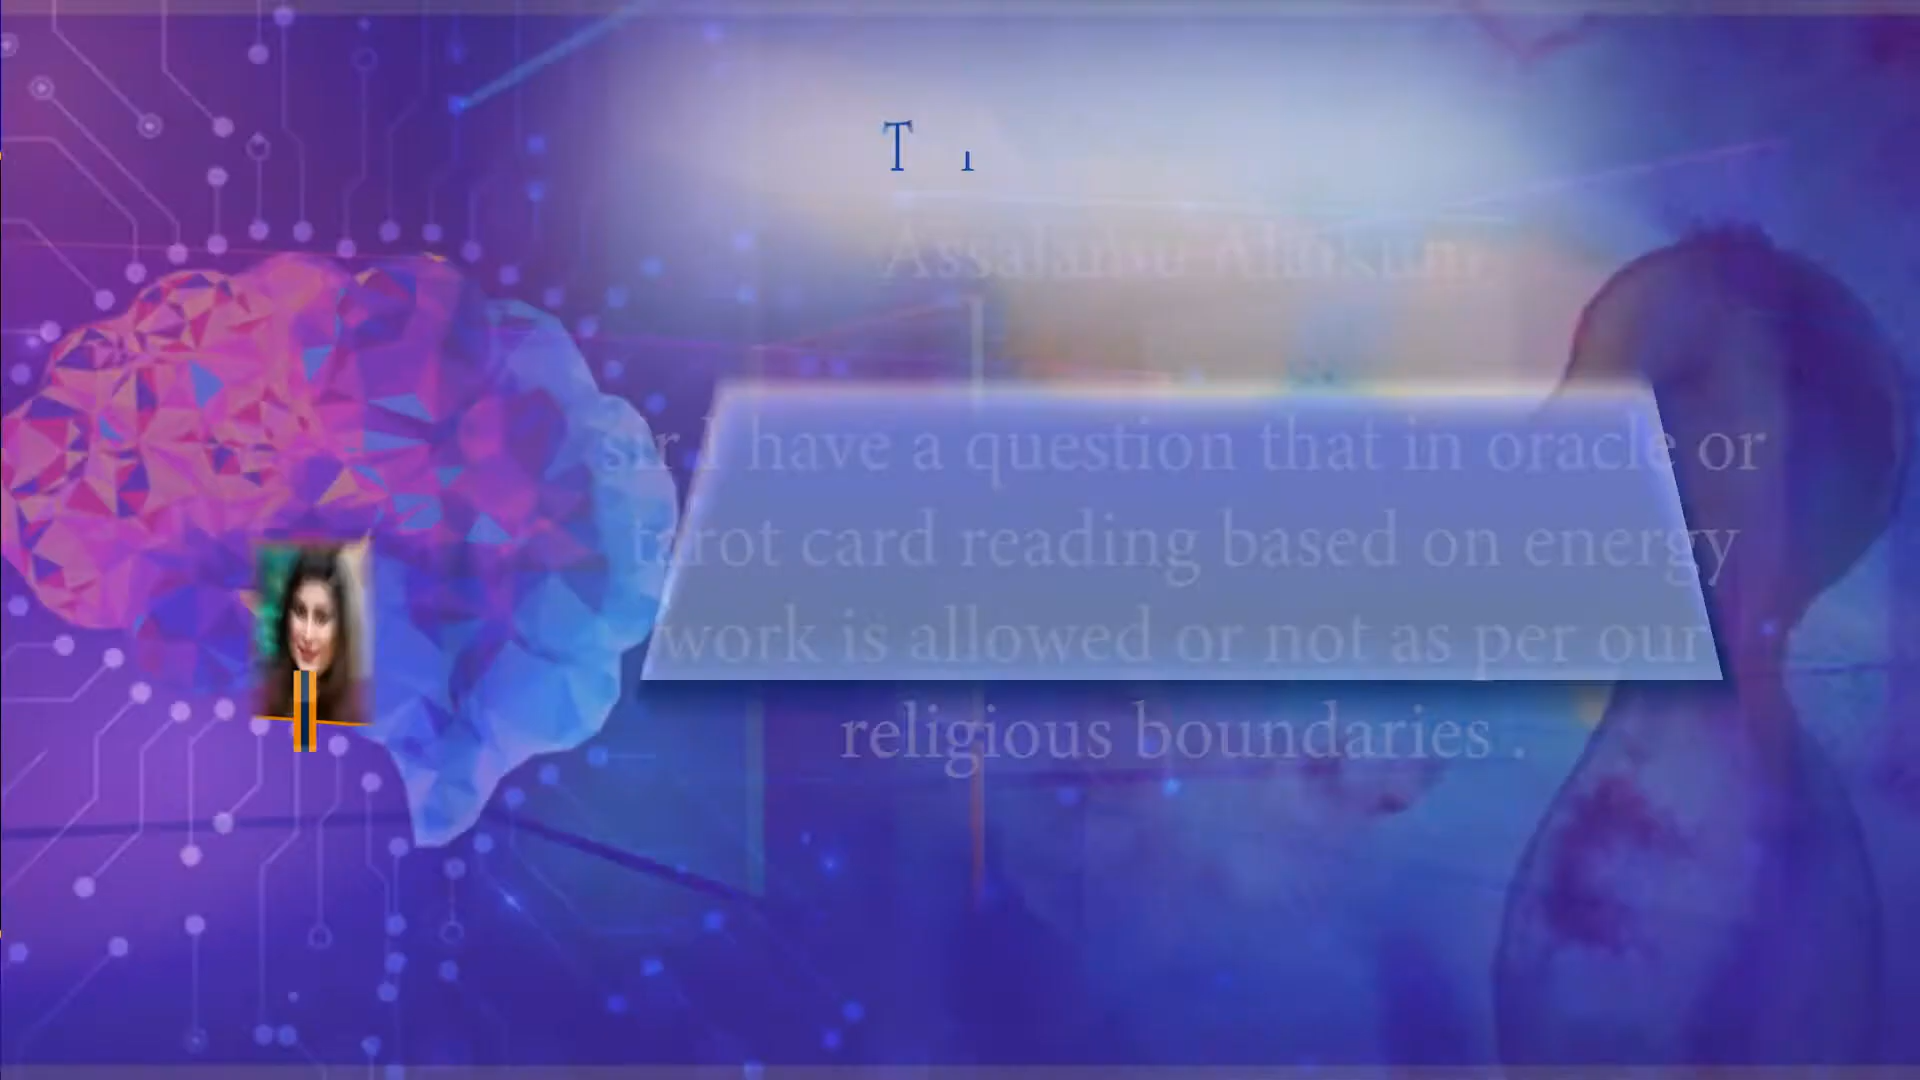 T
Assalamu Alaikum
sir I have a question that in oracle or
tarot card reading based on energy
work is allowed or not as per our
religious boundaries .